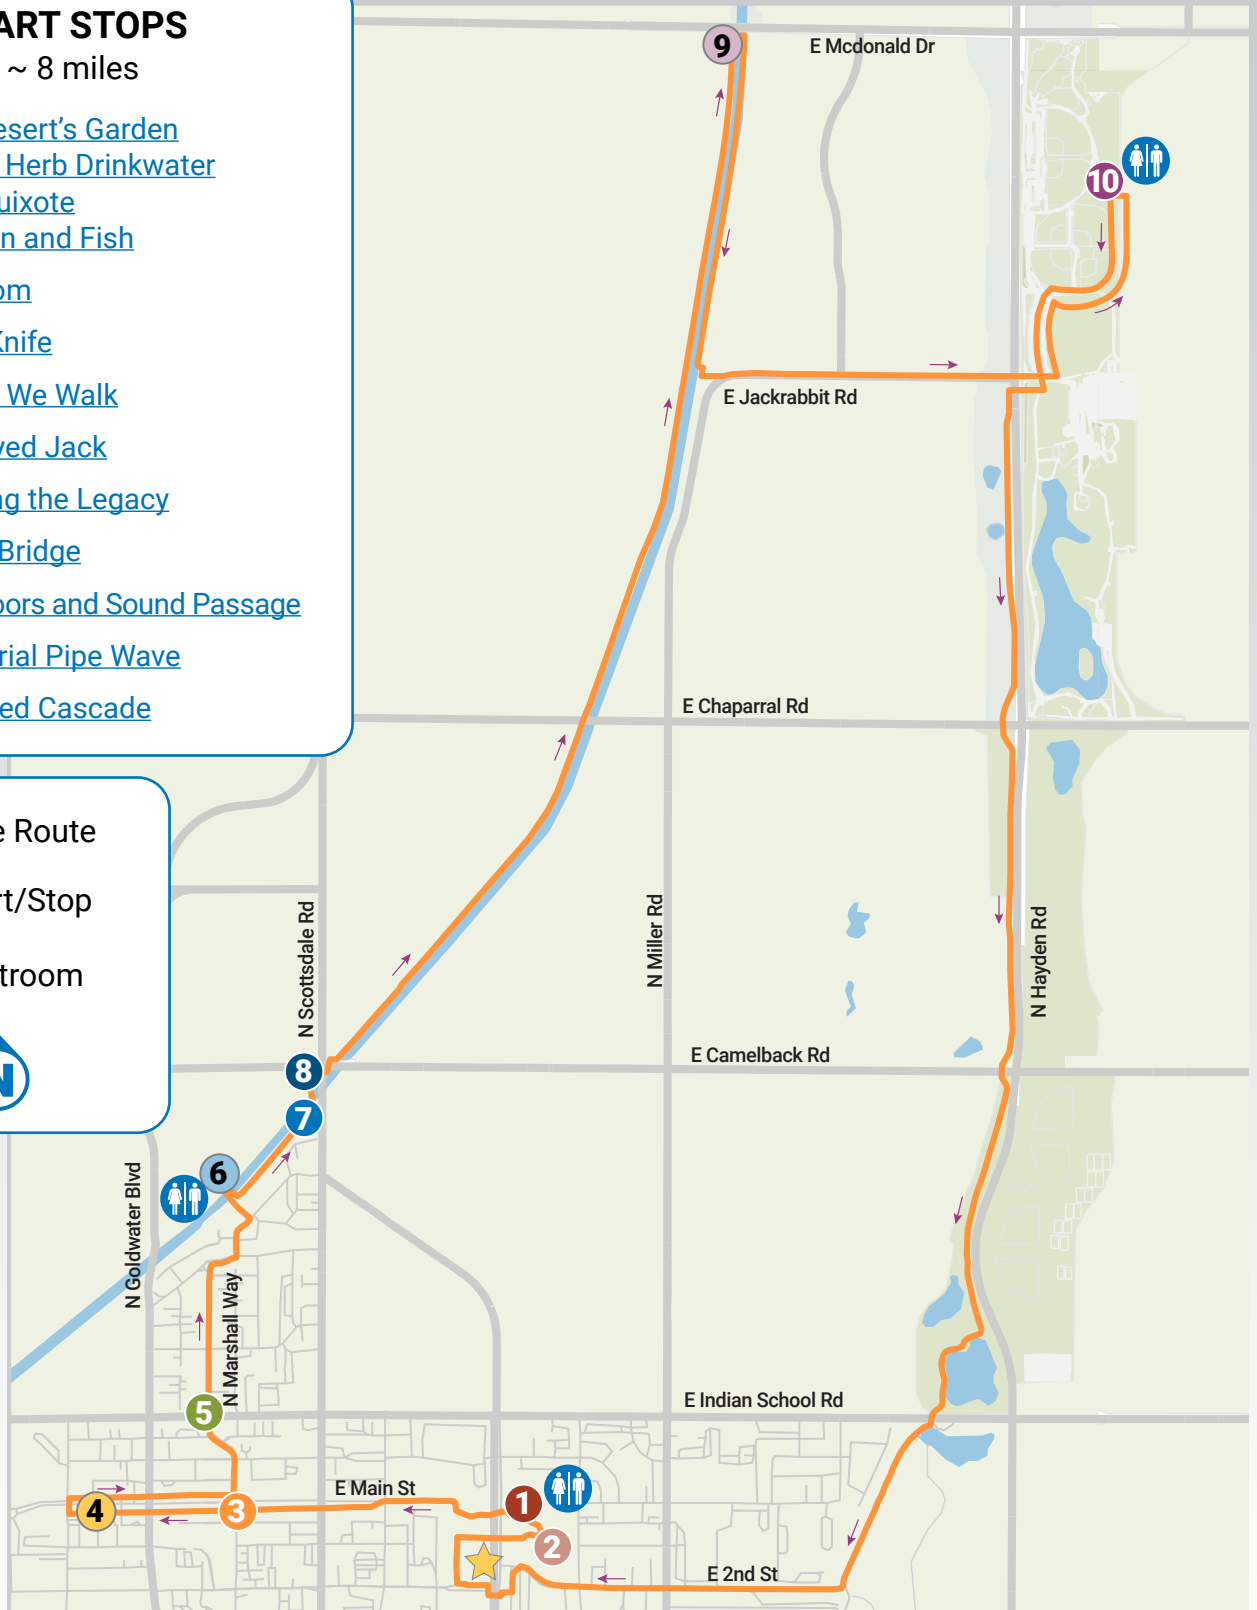 ART STOPS
~ 8 miles
esert's Garden
Herb Drinkwater
uixote
n and Fish
om
Knife
We Walk
ved Jack
ng the Legacy
Bridge
oors and Sound Passage
rial Pipe Wave
ed Cascade
e Route
rt/Stop
troom
N
9
E Mcdonald Dr
10
E Jackrabbit Rd
E Chaparral Rd
N Scottsdale Rd
N Miller Rd
N Hayden Rd
8
E Camelback Rd
7
6
N Goldwater Blvd
N Marshall Way
5
E Indian School Rd
E Main St
1
4
3
2
E 2nd St